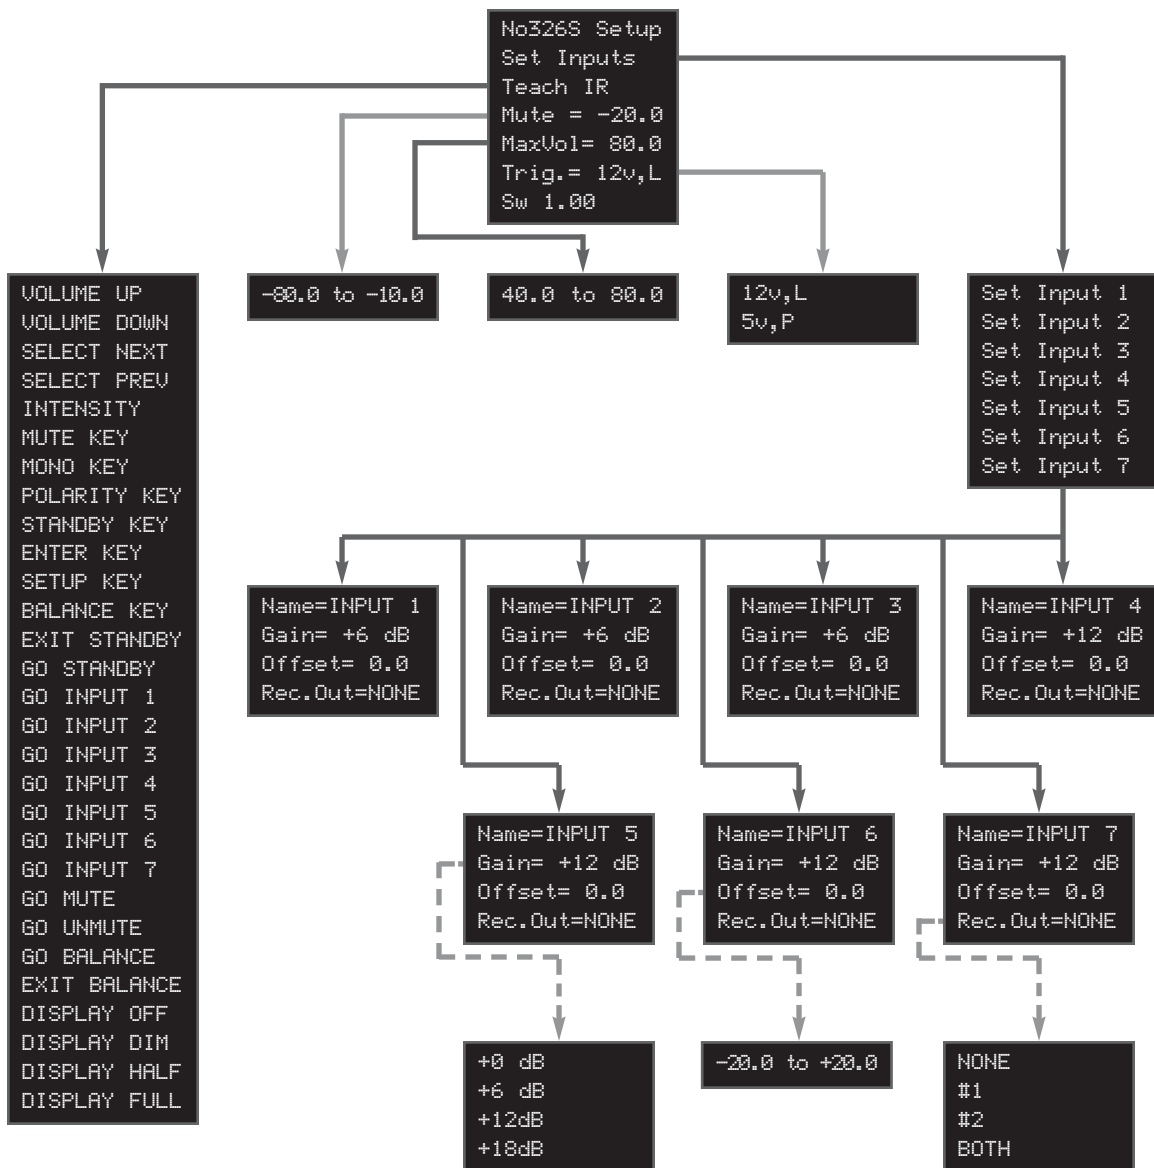 No326S Setup
Set Inputs
Teach IR
Mute = -20.0
MaxVol= 80.0
Trig.= 12v,L
Sw 1.00
VOLUME UP
VOLUME DOWN
SELECT NEXT
SELECT PREV
INTENSITY
MUTE KEY
MONO KEY
POLARITY KEY
STANDBY KEY
ENTER KEY
SETUP KEY
BALANCE KEY
EXIT STANDBY
GO STANDBY
GO INPUT 1
GO INPUT 2
GO INPUT 3
GO INPUT 4
GO INPUT 5
GO INPUT 6
GO INPUT 7
GO MUTE
GO UNMUTE
GO BALANCE
EXIT BALANCE
DISPLAY OFF
DISPLAY DIM
DISPLAY HALF
DISPLAY FULL
-80.0 to -10.0
40.0 to 80.0
12v,L
5v,P
Set Input 1
Set Input 2
Set Input 3
Set Input 4
Set Input 5
Set Input 6
Set Input 7
Name=INPUT 1
Gain= +6 dB
Offset= 0.0
Rec.Out=NONE
Name=INPUT 2
Gain= +6 dB
Offset= 0.0
Rec.Out=NONE
Name=INPUT 3
Gain= +6 dB
Offset= 0.0
Rec.Out=NONE
Name=INPUT 4
Gain= +12 dB
Offset= 0.0
Rec.Out=NONE
Name=INPUT 5
Gain= +12 dB
Offset= 0.0
Rec.Out=NONE
Name=INPUT 6
Gain= +12 dB
Offset= 0.0
Rec.Out=NONE
Name=INPUT 7
Gain= +12 dB
Offset= 0.0
Rec.Out=NONE
+0 dB
+6 dB
+12dB
+18dB
-20.0 to +20.0
NONE
#1
#2
BOTH